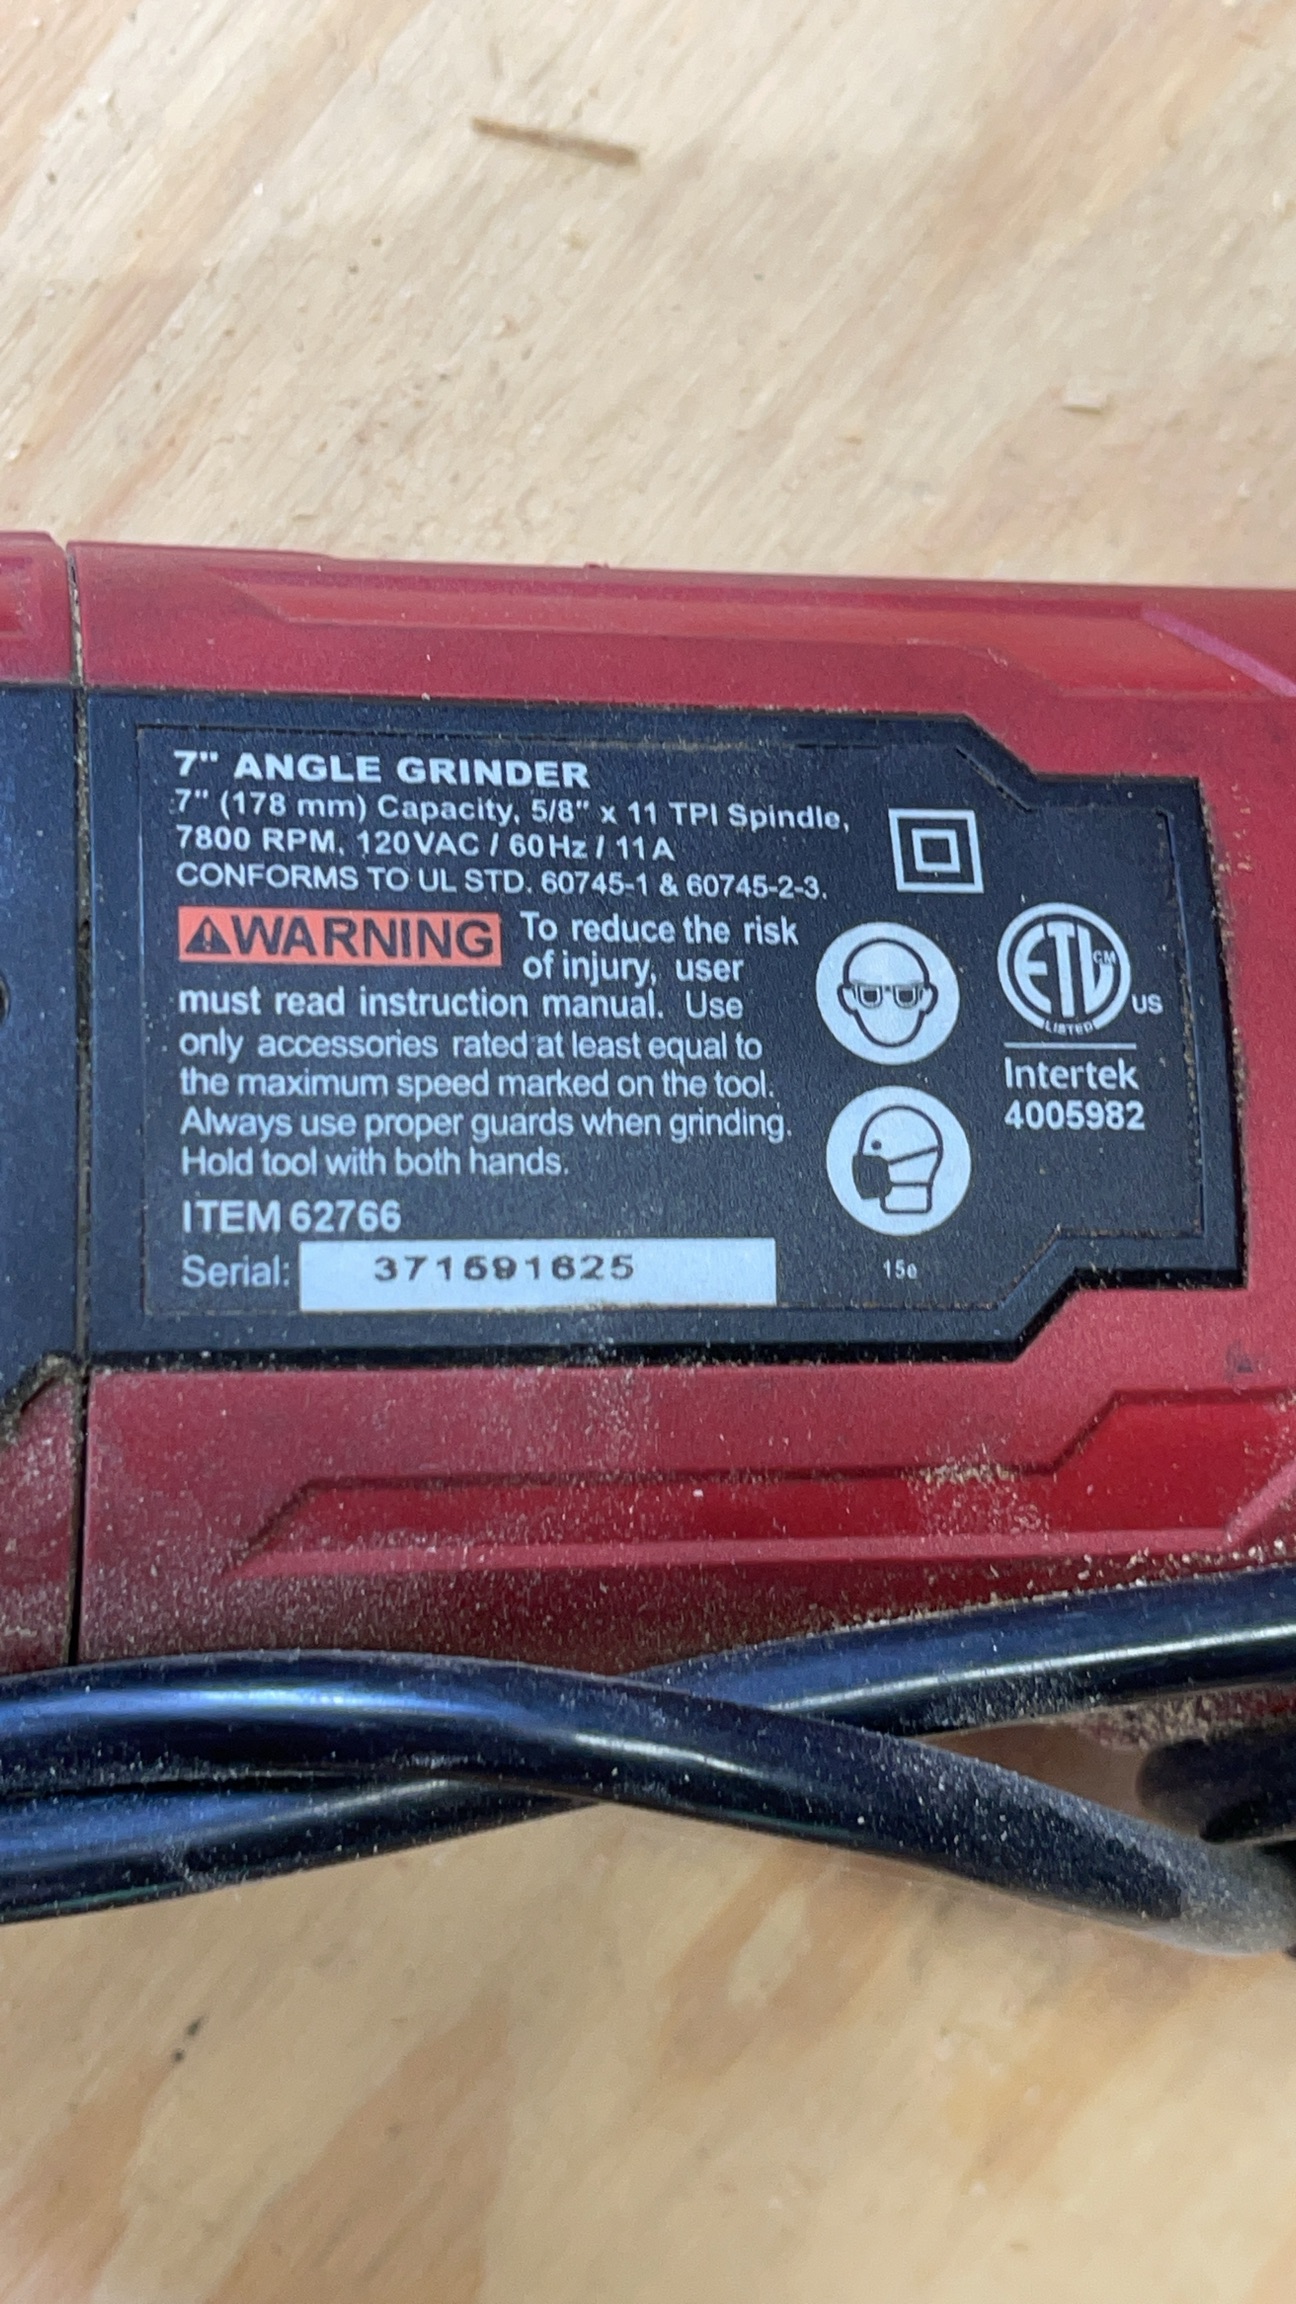 7" ANGLE GRINDER
7" (178 mm) Capacity, 5/8" x 11 TPI Spindle,
7800 RPM, 120VAC / 60Hz / 11A
CONFORMS TO UL STD. 60745-1 & 60745-2-3.
WARNING To reduce the risk
of injury, user
must read instruction manual. Use
only accessories rated at least equal to
the maximum speed marked on the tool.
Always use proper guards when grinding.
Hold tool with both hands.
ITEM 62766
Serial: 371591625
ETL CM
US
LISTED
Intertek
4005982
15e